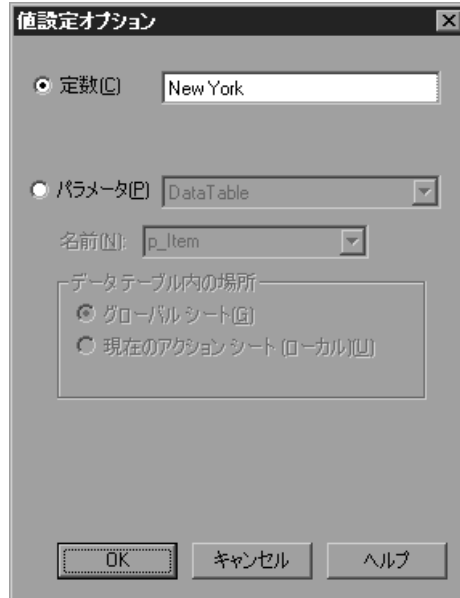 値設定オプション
定数(C) New York
パラメータ(P) DataTable
名前(N): p_Item
データ テーブル内の場所
グローバル シート(G)
現在のアクション シート (ローカル)(U)
OK キャンセル ヘルプ